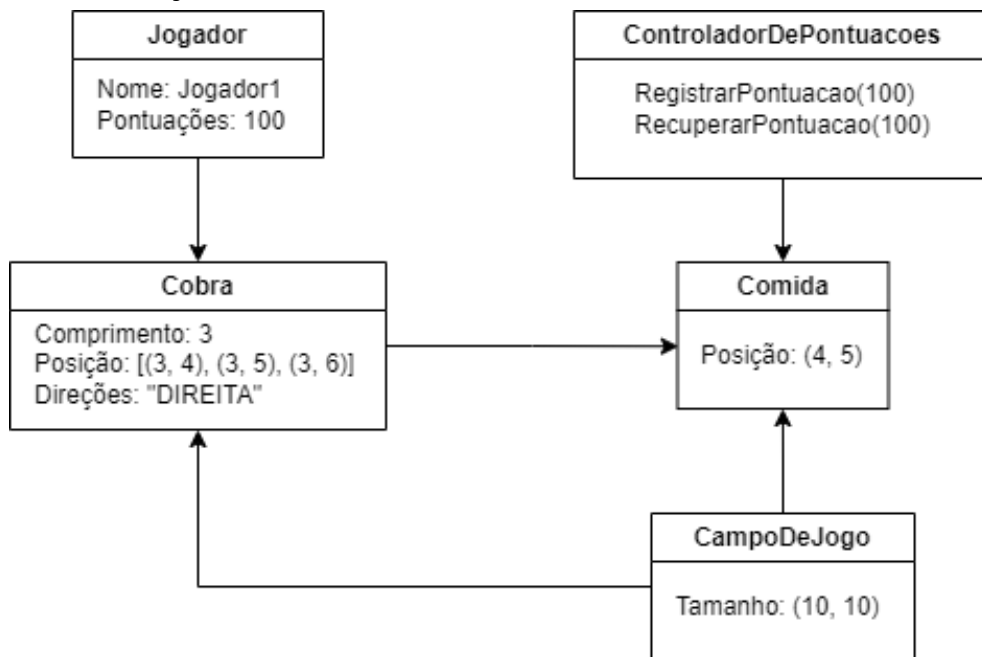 Jogador
Nome: Jogador1
Pontuações: 100
ControladorDePontuacoes
RegistrarPontuacao(100)
RecuperarPontuacao(100)
Cobra
Comprimento: 3
Posição: [(3, 4), (3, 5), (3, 6)]
Direções: "DIREITA"
Comida
Posição: (4, 5)
CampoDeJogo
Tamanho: (10, 10)